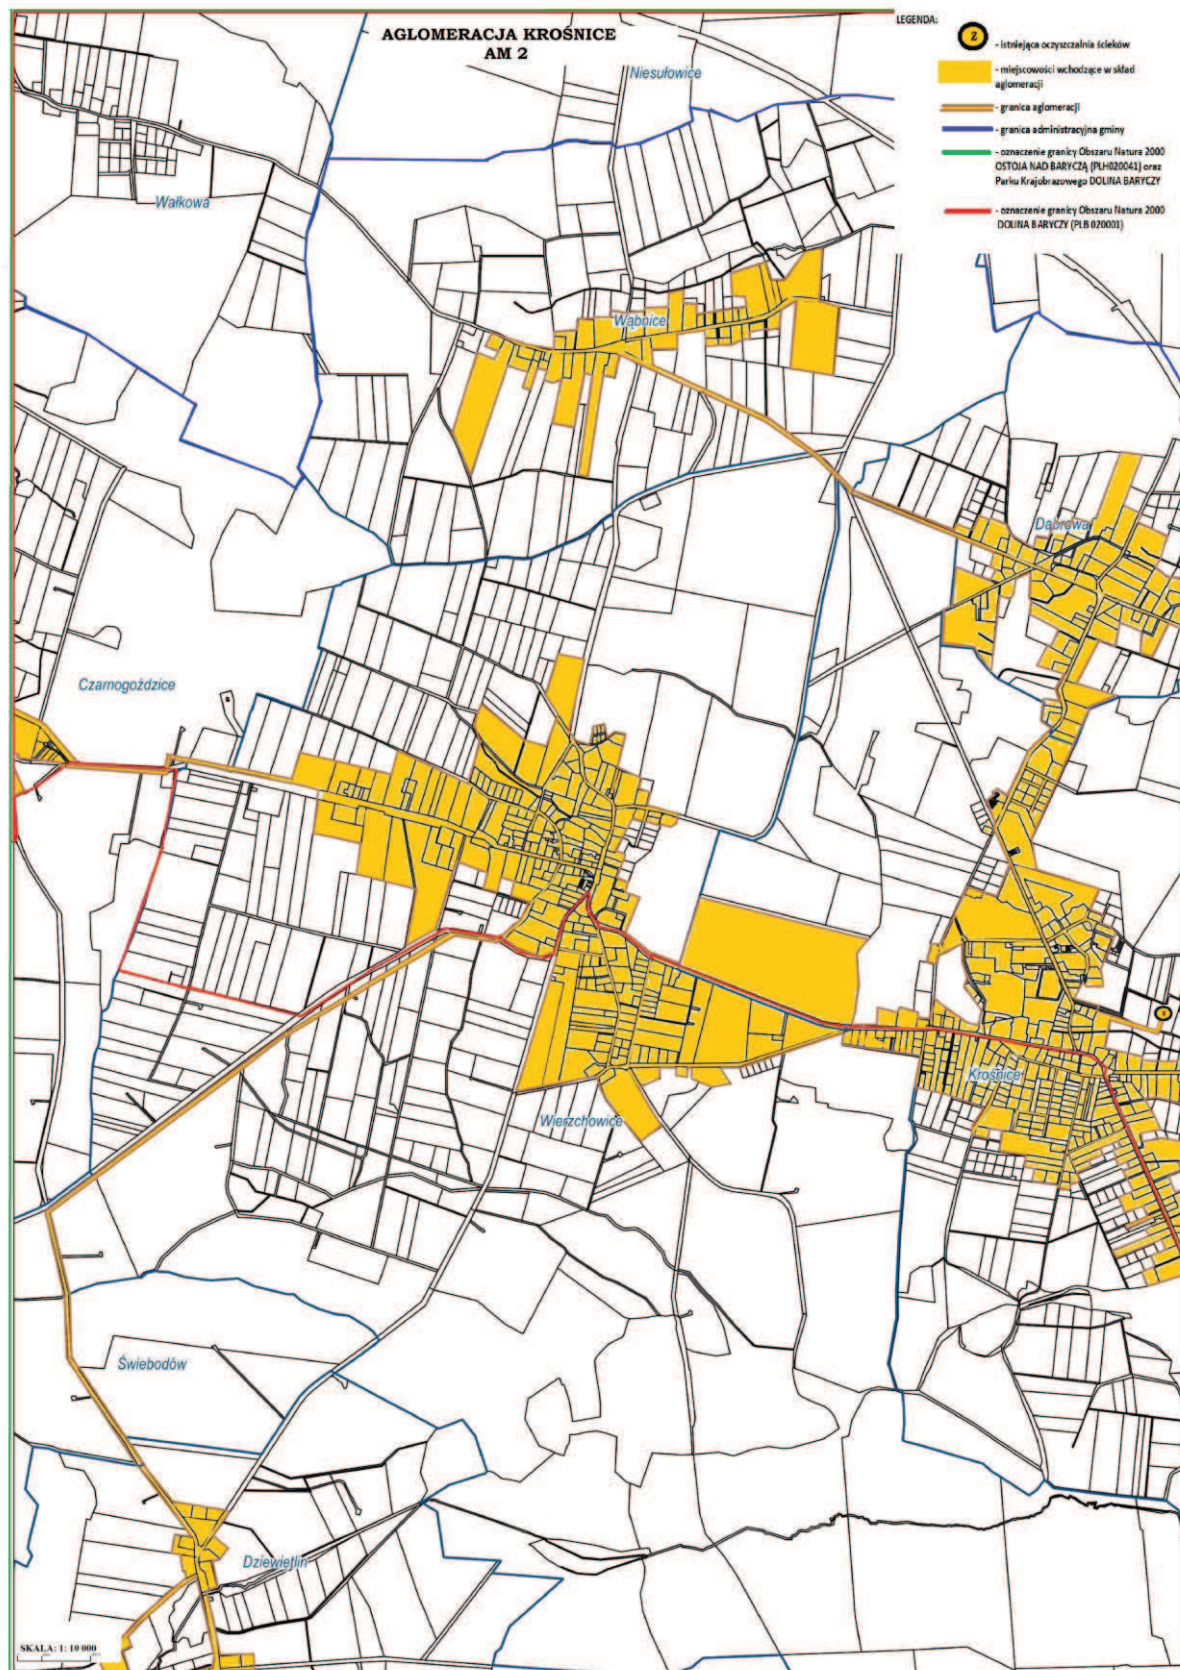 AGLOMERACJA KROŚNICE
AM 2
LEGENDA:
Z
- istniejąca oczyszczalnia ścieków
- miejscowości wchodzące w skład
aglomeracji
- granica aglomeracji
- granica administracyjna gminy
- oznaczenie granicy Obszaru Natura 2000
OSTOJA NAD BARYCZĄ (PLH020041) oraz
Parku Krajobrazowego DOLINA BARYCZY
- oznaczenie granicy Obszaru Natura 2000
DOLINA BARYCZY (PLB 020001)
Niesułowice
Wałkowa
Wąbnice
Dąbrowa
Czarnogoździce
Krośnice
Wierzchowice
Świebodów
Dziewiętlin
SKALA: 1: 10 000